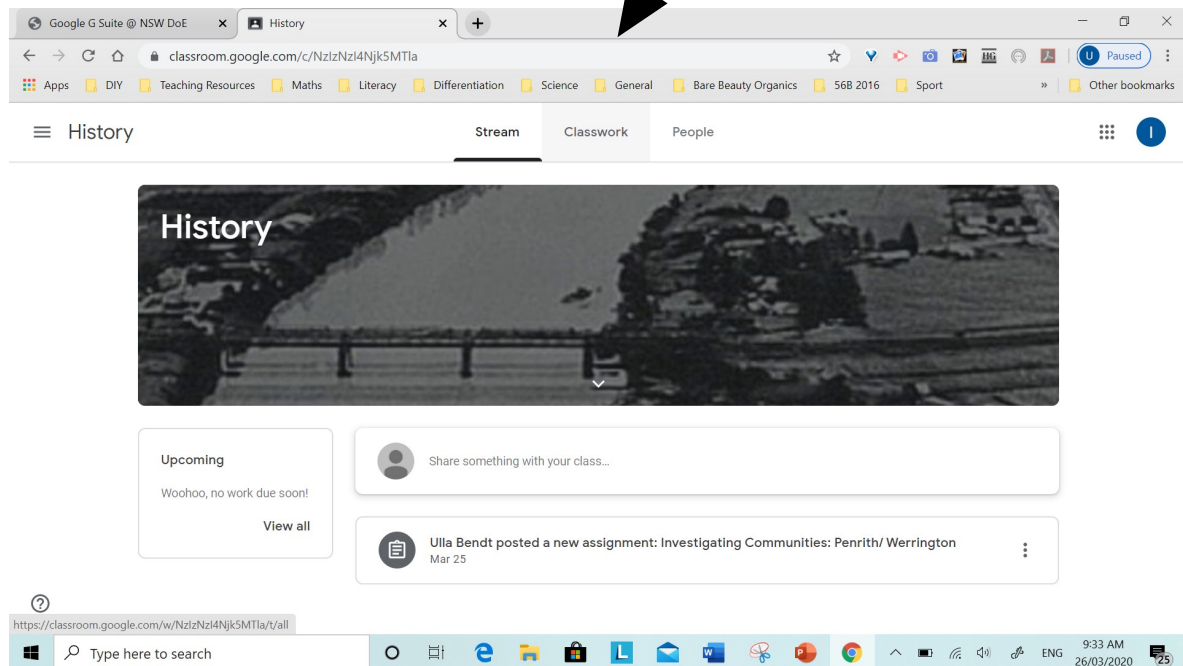 Google G Suite @ NSW DoE
History
classroom.google.com/c/NzIzNzI4Njk5MTla
U Paused
Apps DIY Teaching Resources Maths Literacy Differentiation Science General Bare Beauty Organics 56B 2016 Sport » Other bookmarks
History Stream Classwork People I
History
Upcoming
Woohoo, no work due soon!
View all
Share something with your class...
Ulla Bendt posted a new assignment: Investigating Communities: Penrith/ Werrington
Mar 25
https://classroom.google.com/w/NzIzNzI4Njk5MTla/t/all
Type here to search
ENG
9:33 AM
26/03/2020
25